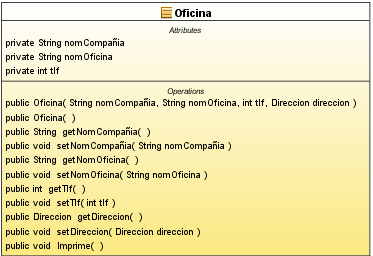 Oficina
Attributes
private String nomCompañia
private String nomOficina
private int tlf
Operations
public Oficina( String nomCompañia, String nomOficina, int tlf, Direccion direccion )
public Oficina( )
public String getNomCompañia( )
public void setNomCompañia( String nomCompañia )
public String getNomOficina( )
public void setNomOficina( String nomOficina )
public int getTlf( )
public void setTlf( int tlf )
public Direccion getDireccion( )
public void setDireccion( Direccion direccion )
public void Imprime( )